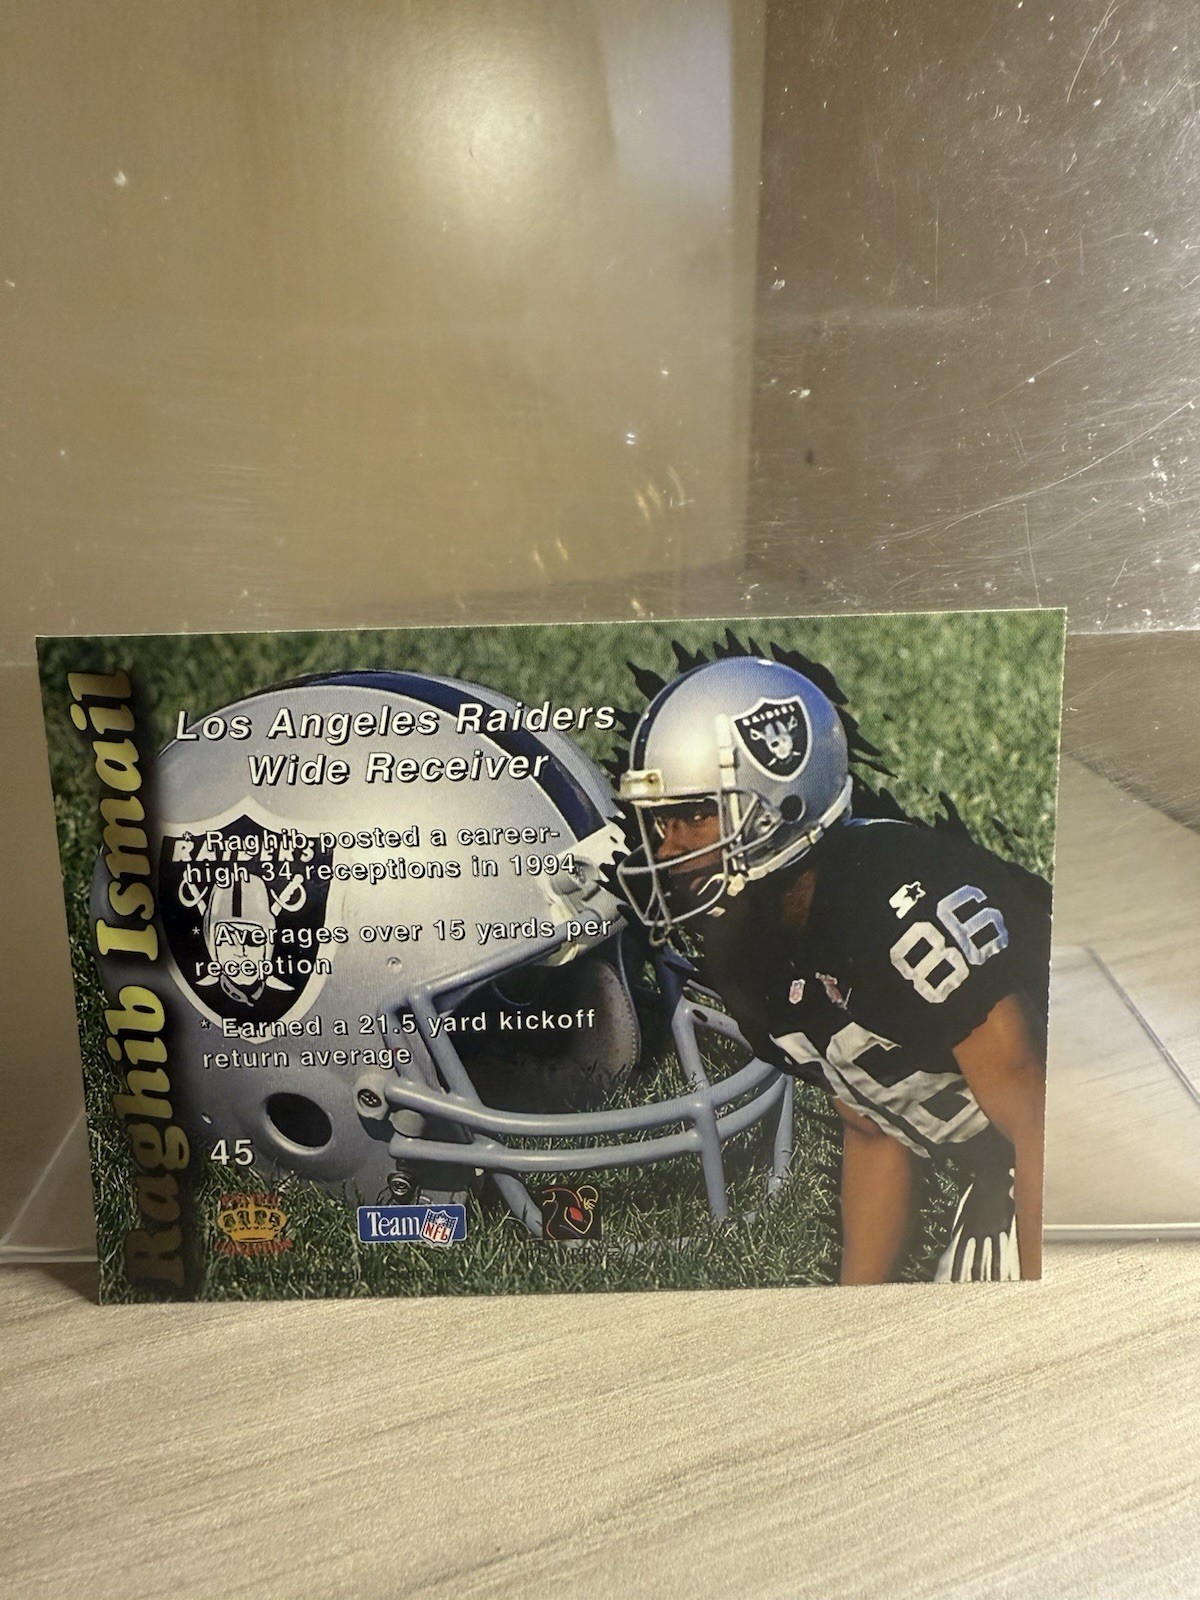 Raghib Ismail
Los Angeles Raiders
Wide Receiver
* Raghib posted a career-
high 34 receptions in 1994
* Averages over 15 yards per
reception
* Earned a 21.5 yard kickoff
return average
45
Team NFL
RAIDERS
RAIDERS
86